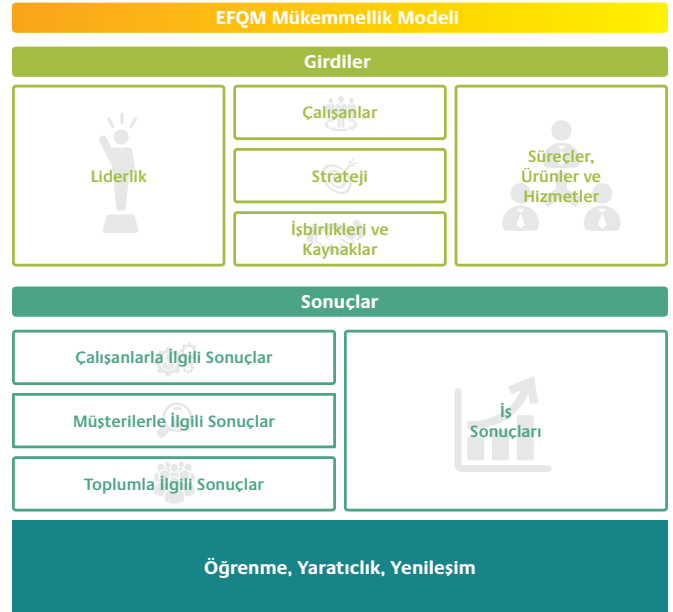 EFQM Mükemmellik Modeli
Girdiler
Liderlik
Çalışanlar
Strateji
İşbirlikleri ve
Kaynaklar
Süreçler,
Ürünler ve
Hizmetler
Sonuçlar
Çalışanlarla İlgili Sonuçlar
Müşterilerle İlgili Sonuçlar
Toplumla İlgili Sonuçlar
İş
Sonuçları
Öğrenme, Yaratıclık, Yenileşim